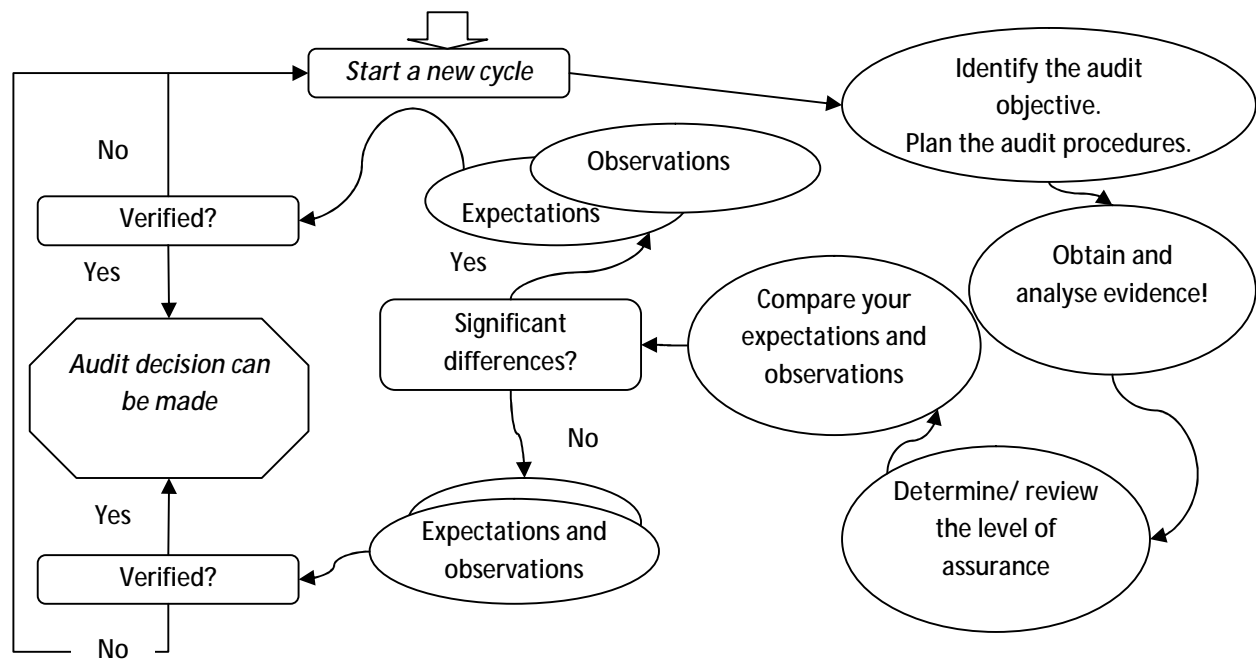 Start a new cycle
Identify the audit
objective.
Plan the audit procedures.
No
Observations
Expectations
Verified?
Yes
Yes
Obtain and
analyse evidence!
Compare your
expectations and
observations
Significant
differences?
Audit decision can
be made
No
Determine/ review
the level of
assurance
Yes
Expectations and
observations
Verified?
No